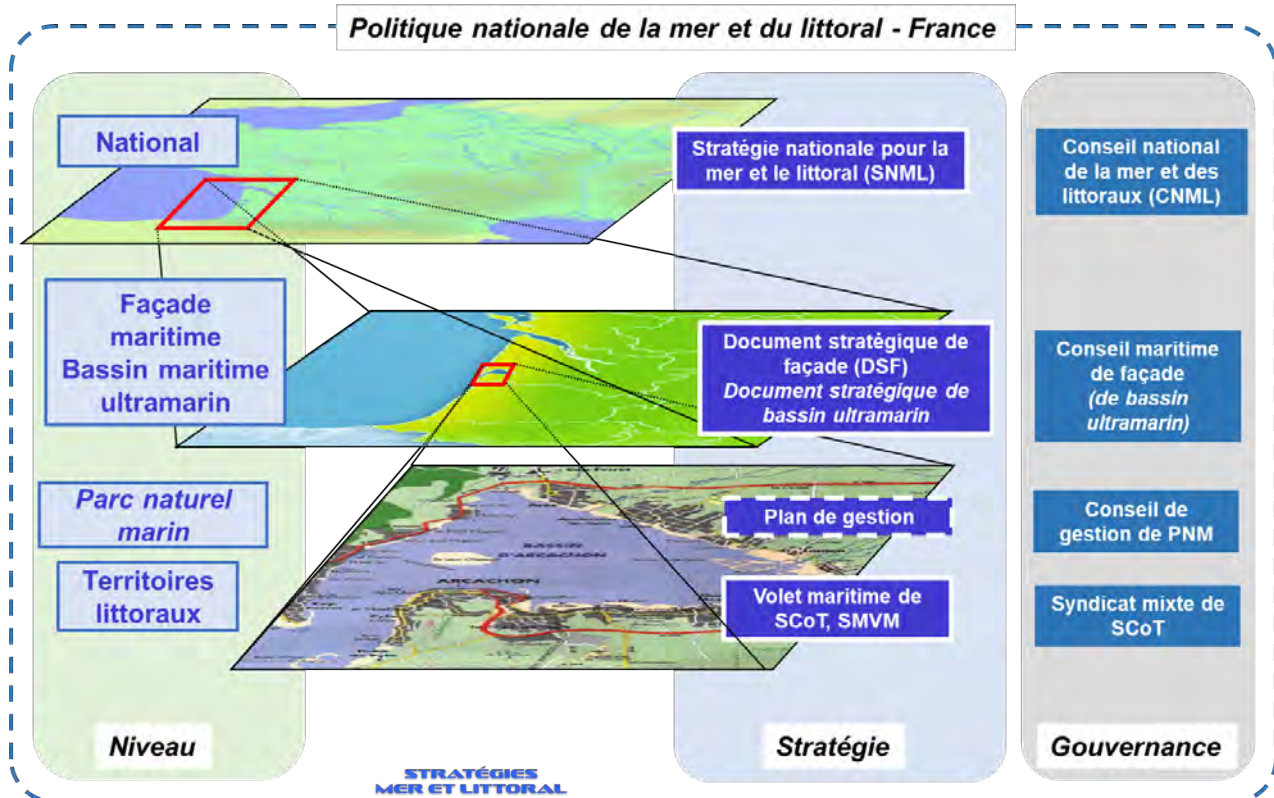 Politique nationale de la mer et du littoral - France
National
Stratégie nationale pour la
mer et le littoral (SNML)
Conseil national
de la mer et des
littoraux (CNML)
Façade
maritime
Bassin maritime
ultramarin
Document stratégique de
façade (DSF)
Document stratégique de
bassin ultramarin
Conseil maritime
de façade
(de bassin
ultramarin)
Parc naturel
marin
Plan de gestion
Conseil de
gestion de PNM
Territoires
littoraux
BASSIN
D'ARCACHON
ARCACHON
Volet maritime de
SCoT, SMVM
Syndicat mixte de
SCoT
Niveau
Stratégie
Gouvernance
STRATÉGIES
MER ET LITTORAL